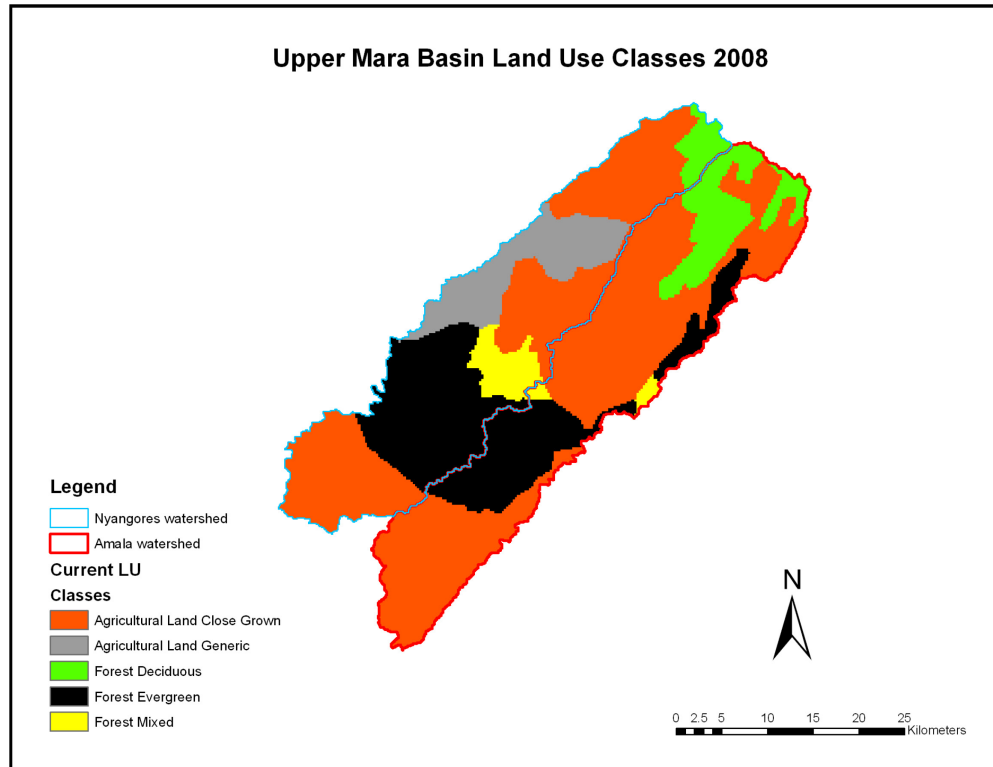 Upper Mara Basin Land Use Classes 2008
Legend
Nyangores watershed
Amala watershed
Current LU
Classes
Agricultural Land Close Grown
Agricultural Land Generic
Forest Deciduous
Forest Evergreen
Forest Mixed
N
0 2.5 5 10 15 20 25
Kilometers